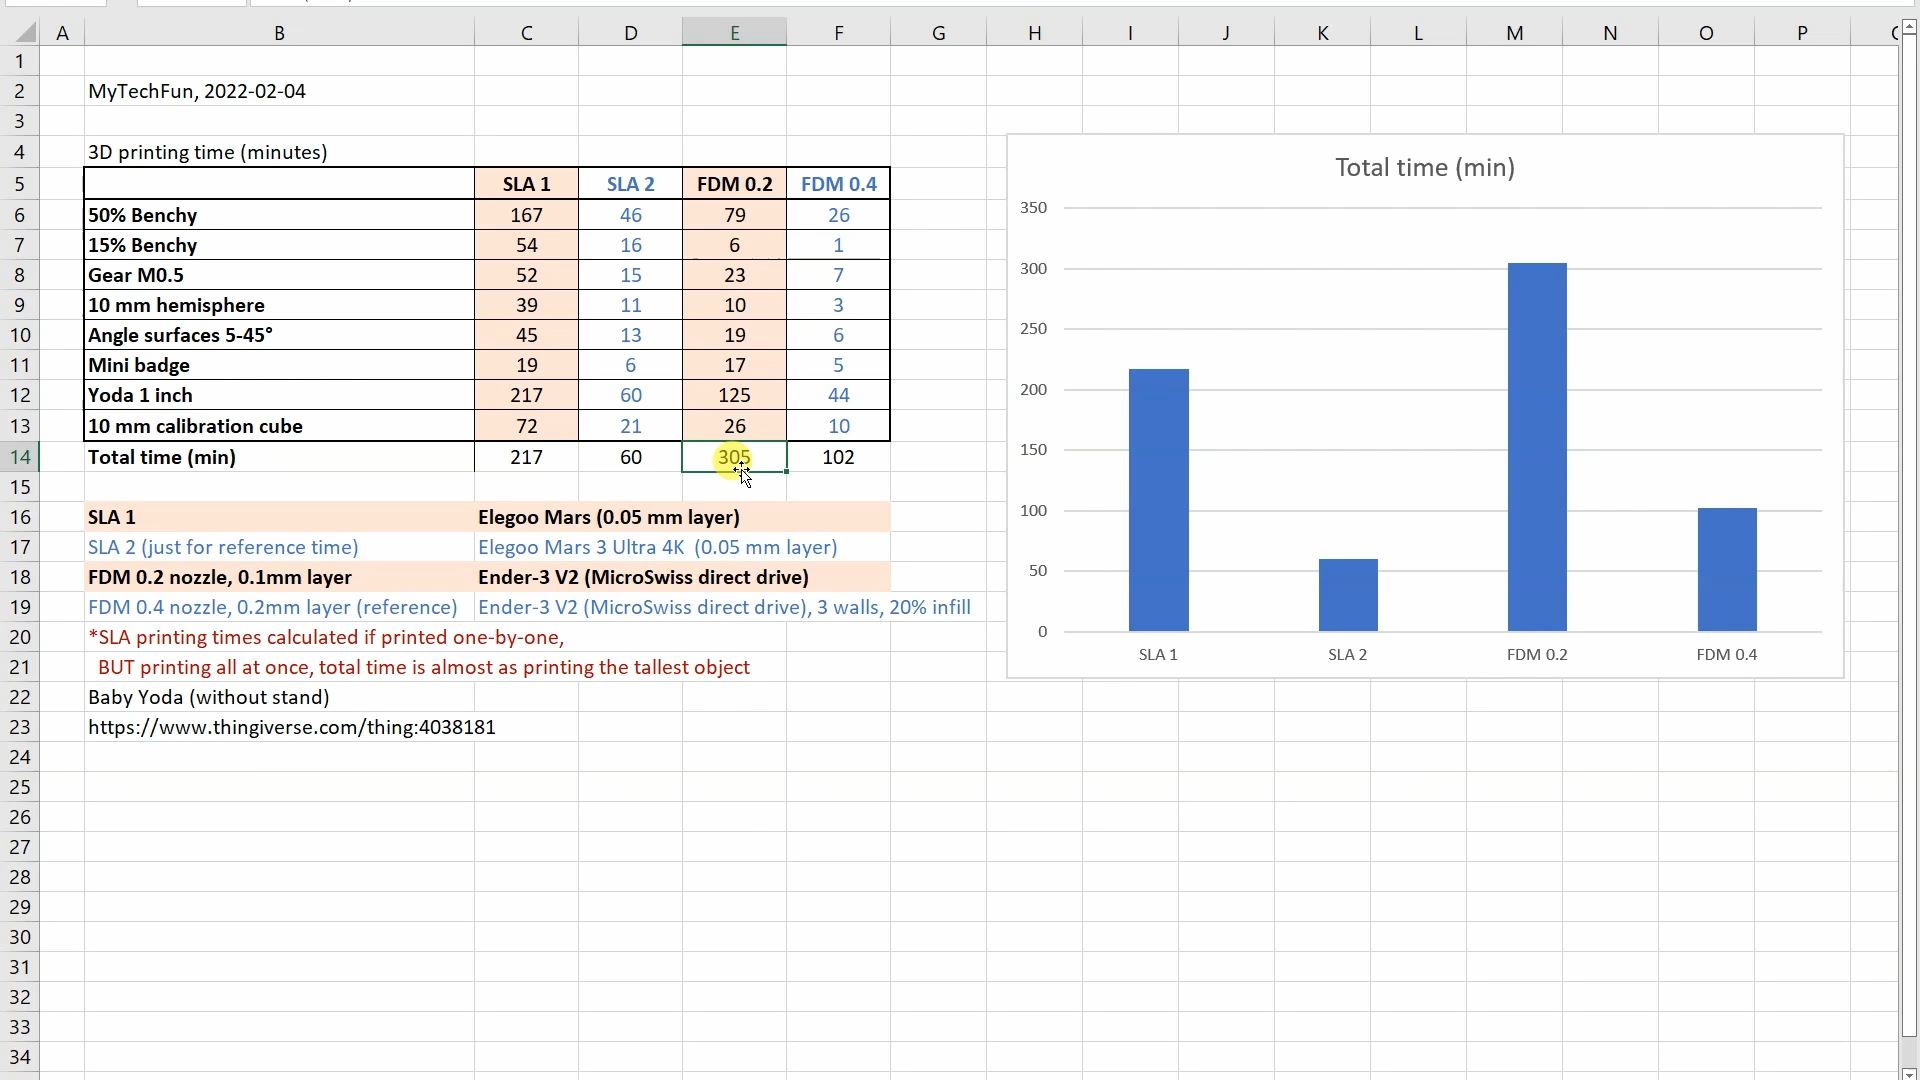 A B C D E F G H I J K L M N O P
1
2 MyTechFun, 2022-02-04
3
4 3D printing time (minutes)
5 SLA 1 SLA 2 FDM 0.2 FDM 0.4
6 50% Benchy 167 46 79 26
7 15% Benchy 54 16 6 1
8 Gear M0.5 52 15 23 7
9 10 mm hemisphere 39 11 10 3
10 Angle surfaces 5-45° 45 13 19 6
11 Mini badge 19 6 17 5
12 Yoda 1 inch 217 60 125 44
13 10 mm calibration cube 72 21 26 10
14 Total time (min) 217 60 305 102
15
16 SLA 1 Elegoo Mars (0.05 mm layer)
17 SLA 2 (just for reference time) Elegoo Mars 3 Ultra 4K (0.05 mm layer)
18 FDM 0.2 nozzle, 0.1mm layer Ender-3 V2 (MicroSwiss direct drive)
19 FDM 0.4 nozzle, 0.2mm layer (reference) Ender-3 V2 (MicroSwiss direct drive), 3 walls, 20% infill
20 *SLA printing times calculated if printed one-by-one,
21 BUT printing all at once, total time is almost as printing the tallest object
22 Baby Yoda (without stand)
23 https://www.thingiverse.com/thing:4038181
24
25
26
27
28
29
30
31
32
33
34
Total time (min)
350
300
250
200
150
100
50
0
SLA 1 SLA 2 FDM 0.2 FDM 0.4